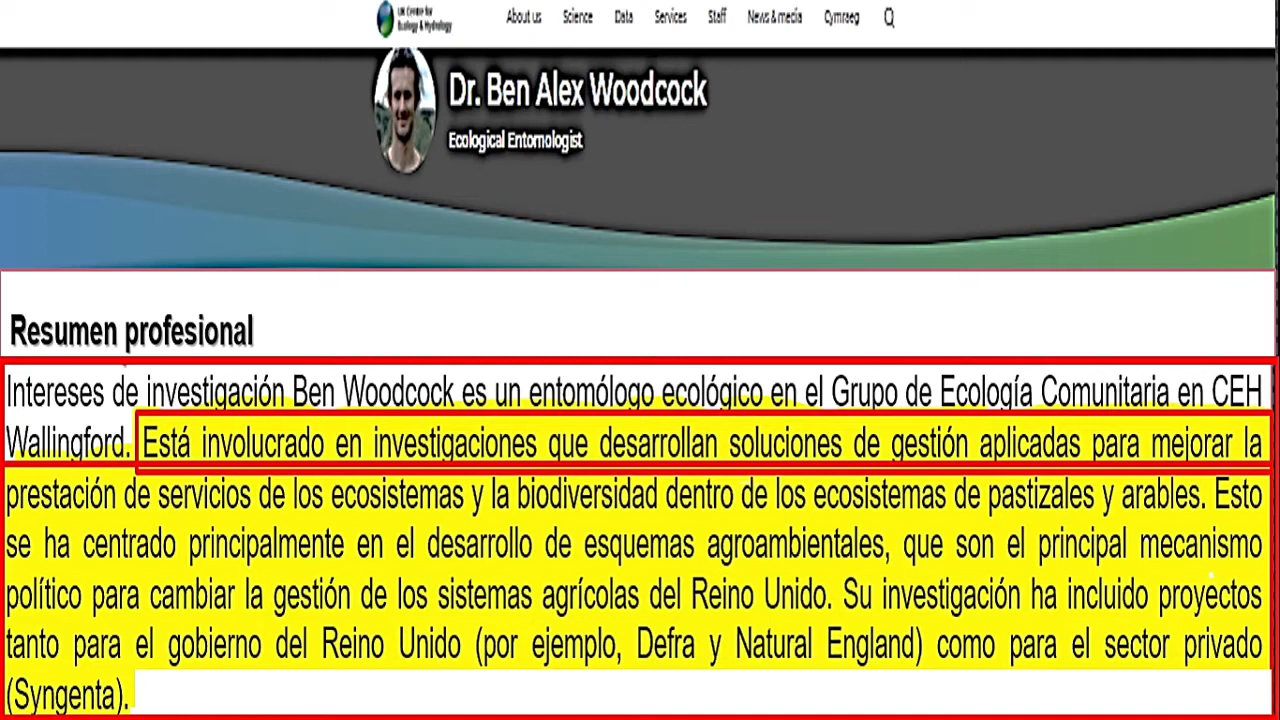 UK Centre for
Ecology & Hydrology
About us Science Data Services Staff News & media Cymraeg
Dr. Ben Alex Woodcock
Ecological Entomologist
Resumen profesional
Intereses de investigación Ben Woodcock es un entomólogo ecológico en el Grupo de Ecología Comunitaria en CEH
Wallingford. Está involucrado en investigaciones que desarrollan soluciones de gestión aplicadas para mejorar la
prestación de servicios de los ecosistemas y la biodiversidad dentro de los ecosistemas de pastizales y arables. Esto
se ha centrado principalmente en el desarrollo de esquemas agroambientales, que son el principal mecanismo
político para cambiar la gestión de los sistemas agrícolas del Reino Unido. Su investigación ha incluido proyectos
tanto para el gobierno del Reino Unido (por ejemplo, Defra y Natural England) como para el sector privado
(Syngenta).